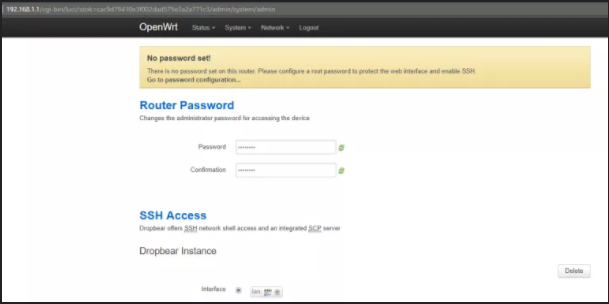 192.168.1.1/cgi-bin/luci/;stok=cac9d79410e3f002dad575e3a2a771c3/admin/system/admin
OpenWrt Status System Network Logout
No password set!
There is no password set on this router. Please configure a root password to protect the web interface and enable SSH.
Go to password configuration...
Router Password
Changes the administrator password for accessing the device
Password
Confirmation
SSH Access
Dropbear offers SSH network shell access and an integrated SCP server
Dropbear Instance
Delete
Interface lan: